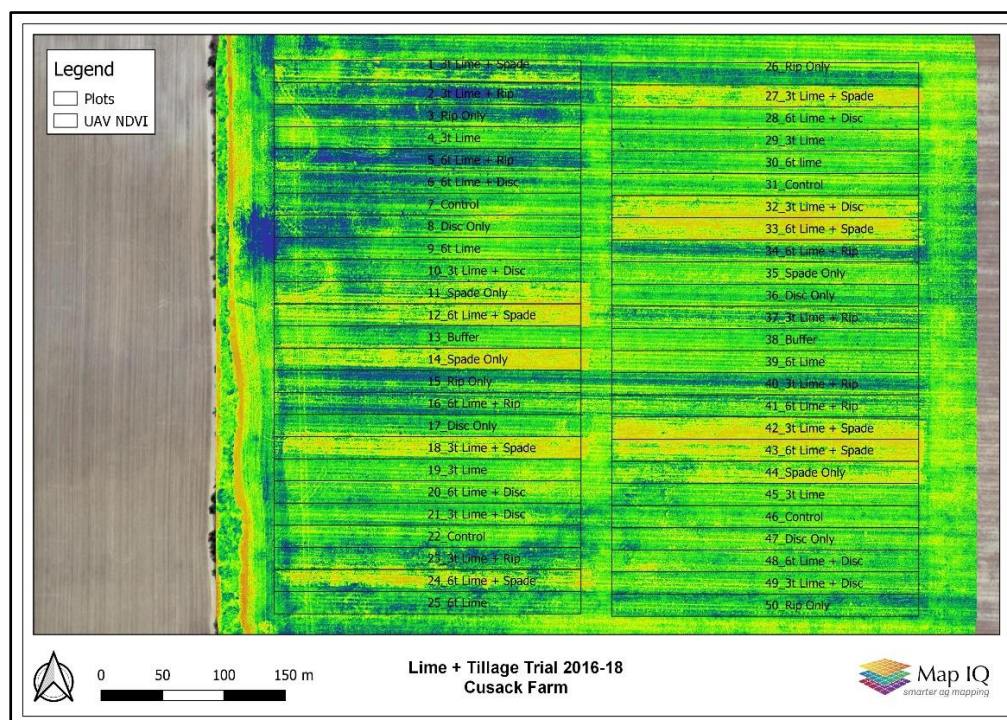 Legend
Plots
UAV NDVI
1_3t Lime + Spade
2_3t Lime + Rip
3_Rip Only
4_3t Lime
5_6t Lime + Rip
6_6t Lime + Disc
7_Control
8_Disc Only
9_6t Lime
10_3t Lime + Disc
11_Spade Only
12_6t Lime + Spade
13_Buffer
14_Spade Only
15_Rip Only
16_6t Lime + Rip
17_Disc Only
18_3t Lime + Spade
19_3t Lime
20_6t Lime + Disc
21_3t Lime + Disc
22_Control
23_3t Lime + Rip
24_6t Lime + Spade
25_6t Lime
26_Rip Only
27_3t Lime + Spade
28_6t Lime + Disc
29_3t Lime
30_6t lime
31_Control
32_3t Lime + Disc
33_6t Lime + Spade
34_6t Lime + Rip
35_Spade Only
36_Disc Only
37_3t Lime + Rip
38_Buffer
39_6t Lime
40_3t Lime + Rip
41_6t Lime + Rip
42_3t Lime + Spade
43_6t Lime + Spade
44_Spade Only
45_3t Lime
46_Control
47_Disc Only
48_6t Lime + Disc
49_3t Lime + Disc
50_Rip Only
0 50 100 150 m
Lime + Tillage Trial 2016-18
Cusack Farm
Map IQ
smarter ag mapping